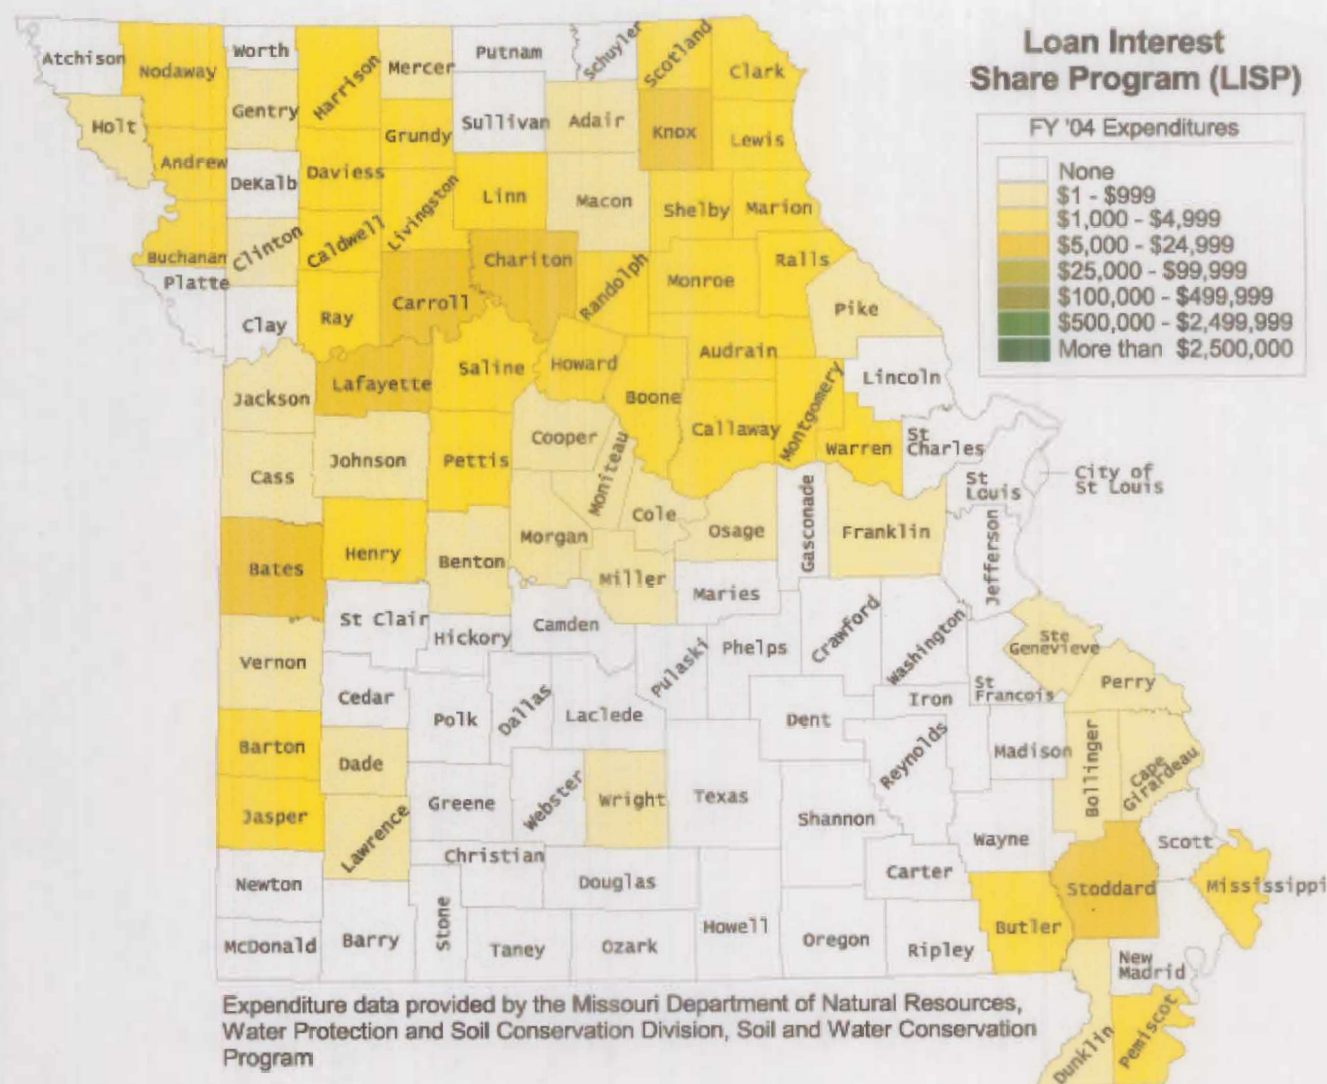 Loan Interest
Share Program (LISP)
FY '04 Expenditures
None
$1 - $999
$1,000 - $4,999
$5,000 - $24,999
$25,000 - $99,999
$100,000 - $499,999
$500,000 - $2,499,999
More than $2,500,000
Atchison
Nodaway
Worth
Harrison
Mercer
Putnam
Schuyler
Scotland
Clark
Holt
Gentry
Grundy
Sullivan
Adair
Knox
Lewis
Andrew
DeKalb
Daviess
Livingston
Linn
Macon
Shelby
Marion
Buchanan
Clinton
Caldwell
Chariton
Randolph
Monroe
Ralls
Platte
Clay
Ray
Carroll
Pike
Jackson
Lafayette
Saline
Howard
Boone
Audrain
Lincoln
Cass
Johnson
Pettis
Cooper
Moniteau
Callaway
Montgomery
Warren
St
Charles
St
Louis
City of
St Louis
Bates
Henry
Benton
Morgan
Cole
Miller
Osage
Gasconade
Franklin
Jefferson
St Clair
Hickory
Camden
Maries
Pulaski
Phelps
Crawford
Washington
Ste
Genevieve
Vernon
Cedar
Polk
Dallas
Laclede
Dent
Iron
St
Francois
Perry
Barton
Dade
Reynolds
Madison
Bollinger
Cape
Girardeau
Jasper
Lawrence
Greene
Webster
Wright
Texas
Shannon
Wayne
Scott
Newton
Christian
Douglas
Carter
Stoddard
Mississippi
McDonald
Barry
Stone
Taney
Ozark
Howell
Oregon
Ripley
Butler
New
Madrid
Dunklin
Pemiscot
Expenditure data provided by the Missouri Department of Natural Resources,
Water Protection and Soil Conservation Division, Soil and Water Conservation
Program